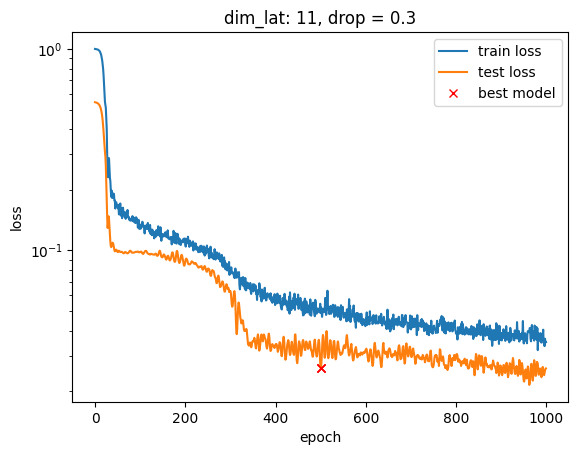 dim_lat: 11, drop = 0.3
train loss
test loss
best model
10⁰
10⁻¹
loss
0 200 400 600 800 1000
epoch